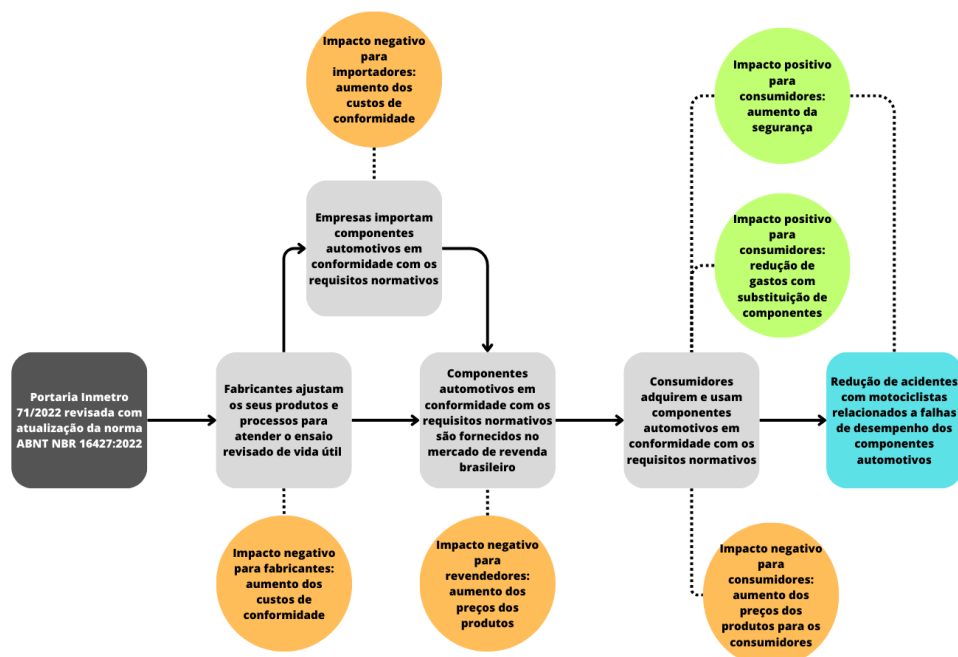 Impacto negativo
para
importadores:
aumento dos
custos de
conformidade
Impacto positivo
para
consumidores:
aumento da
segurança
Empresas importam
componentes
automotivos em
conformidade com os
requisitos normativos
Impacto positivo
para
consumidores:
redução de
gastos com
substituição de
componentes
Portaria Inmetro
71/2022 revisada com
atualização da norma
ABNT NBR 16427:2022
Fabricantes ajustam
os seus produtos e
processos para
atender o ensaio
revisado de vida útil
Componentes
automotivos em
conformidade com os
requisitos normativos
são fornecidos no
mercado de revenda
brasileiro
Consumidores
adquirem e usam
componentes
automotivos em
conformidade com os
requisitos normativos
Redução de acidentes
com motociclistas
relacionados a falhas
de desempenho dos
componentes
automotivos
Impacto negativo
para fabricantes:
aumento dos
custos de
conformidade
Impacto negativo
para
revendedores:
aumento dos
preços dos
produtos
Impacto negativo
para
consumidores:
aumento dos
preços dos
produtos para os
consumidores